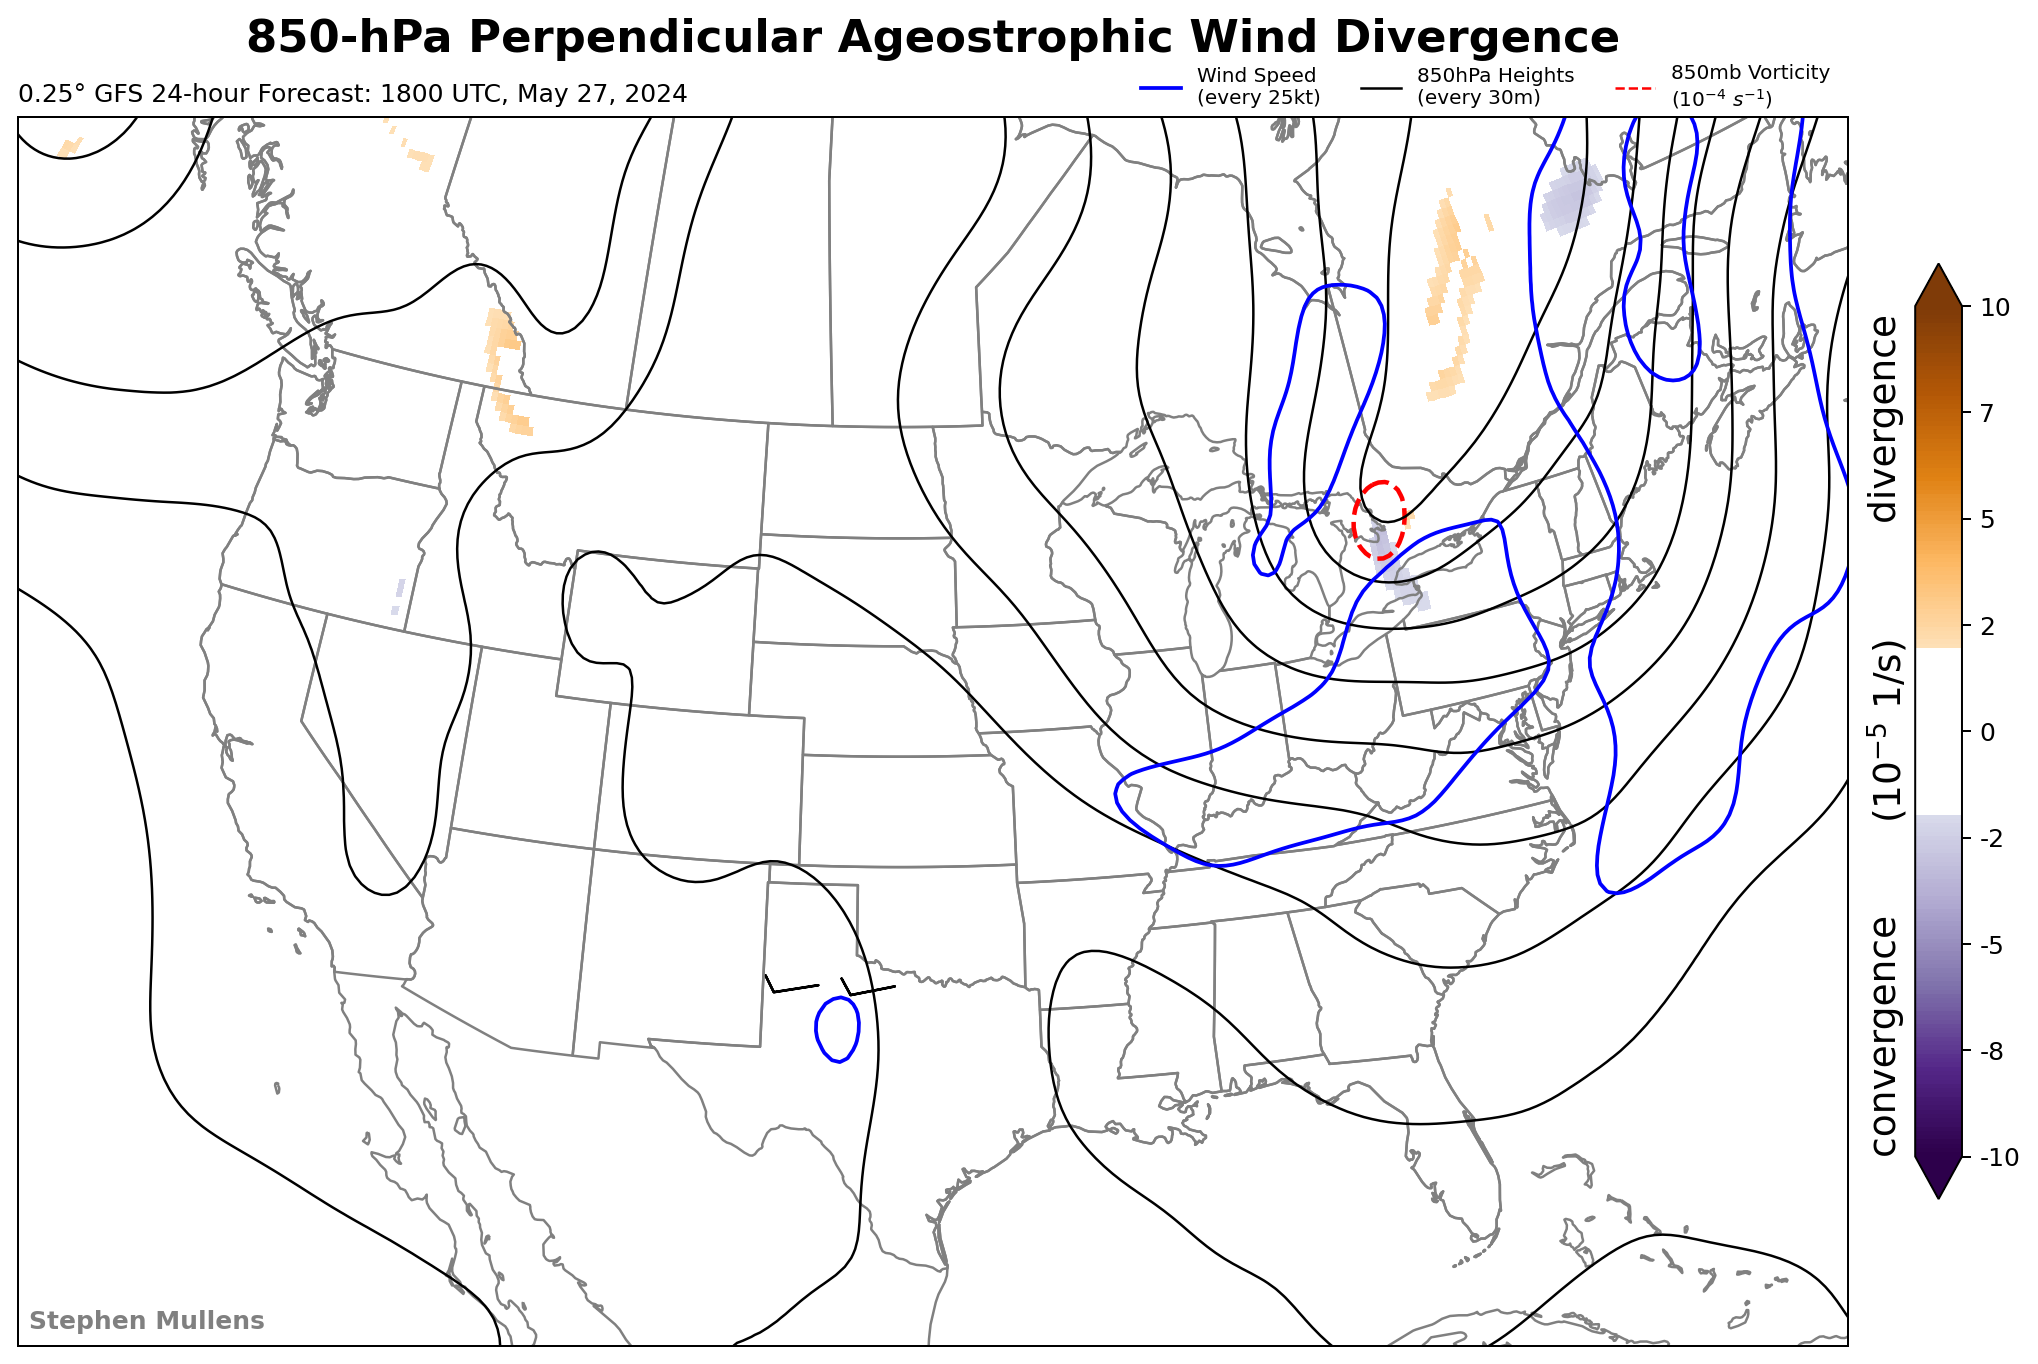 850-hPa Perpendicular Ageostrophic Wind Divergence
0.25° GFS 24-hour Forecast: 1800 UTC, May 27, 2024
Wind Speed
(every 25kt)
850hPa Heights
(every 30m)
850mb Vorticity
(10⁻⁴ s⁻¹)
10
7
5
2
0
-2
-5
-8
-10
convergence (10⁻⁵ 1/s) divergence
Stephen Mullens